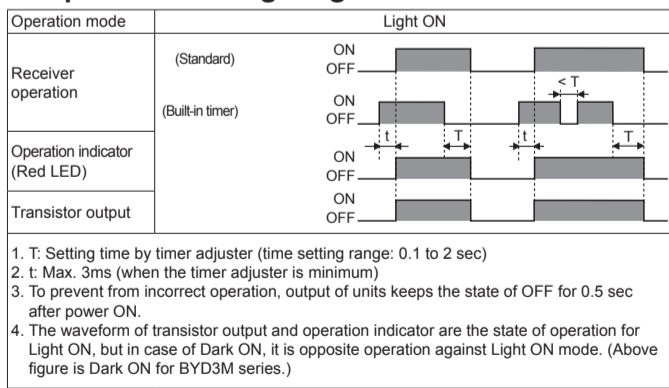 Operation mode
Light ON
Receiver
operation
(Standard)
ON
OFF
(Built-in timer)
ON
OFF
< T
t
T
t
T
Operation indicator
(Red LED)
ON
OFF
Transistor output
ON
OFF
1. T: Setting time by timer adjuster (time setting range: 0.1 to 2 sec)
2. t: Max. 3ms (when the timer adjuster is minimum)
3. To prevent from incorrect operation, output of units keeps the state of OFF for 0.5 sec
after power ON.
4. The waveform of transistor output and operation indicator are the state of operation for
Light ON, but in case of Dark ON, it is opposite operation against Light ON mode. (Above
figure is Dark ON for BYD3M series.)